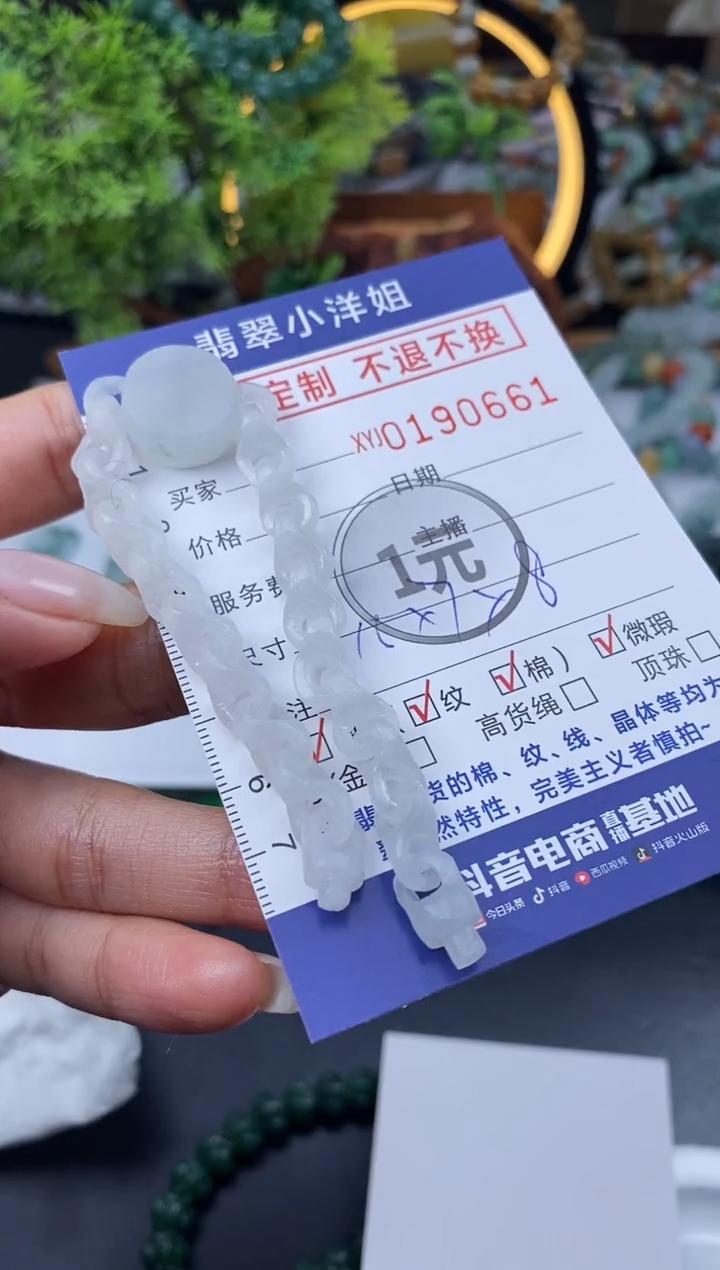 翡翠小洋姐
定制 不退不换
XYJ0190661
买家
日期
价格
主播
1元
服务费
尺寸
注
纹
棉)
微瑕
金
高货绳
顶珠
货的棉、纹、线、晶体等均为
然特性，完美主义者慎拍~
6
7
抖音电商直播基地
今日头条 抖音 西瓜视频 抖音火山版